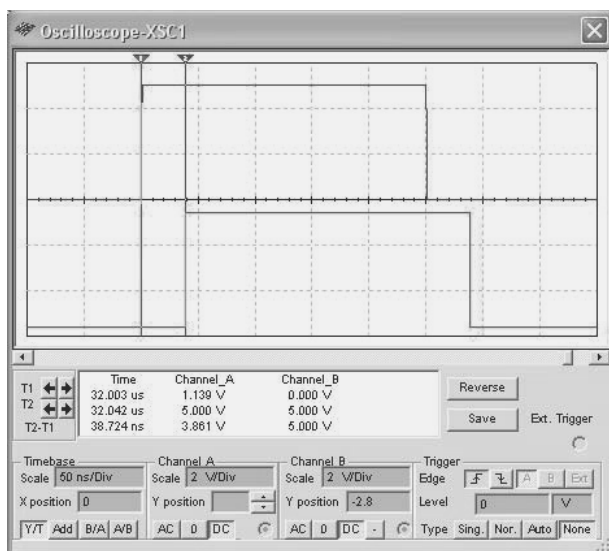 Oscilloscope-XSC1
1 2
T1
T2
T2-T1
Time Channel_A Channel_B
32.003 us 1.139 V 0.000 V
32.042 us 5.000 V 5.000 V
38.724 ns 3.861 V 5.000 V
Reverse
Save
Ext. Trigger
Timebase
Scale 50 ns/Div
X position 0
Y/T Add B/A A/B
Channel A
Scale 2 V/Div
Y position
AC 0 DC
Channel B
Scale 2 V/Div
Y position -2.8
AC 0 DC -
Trigger
Edge A B Ext
Level 0 V
Type Sing. Nor. Auto None